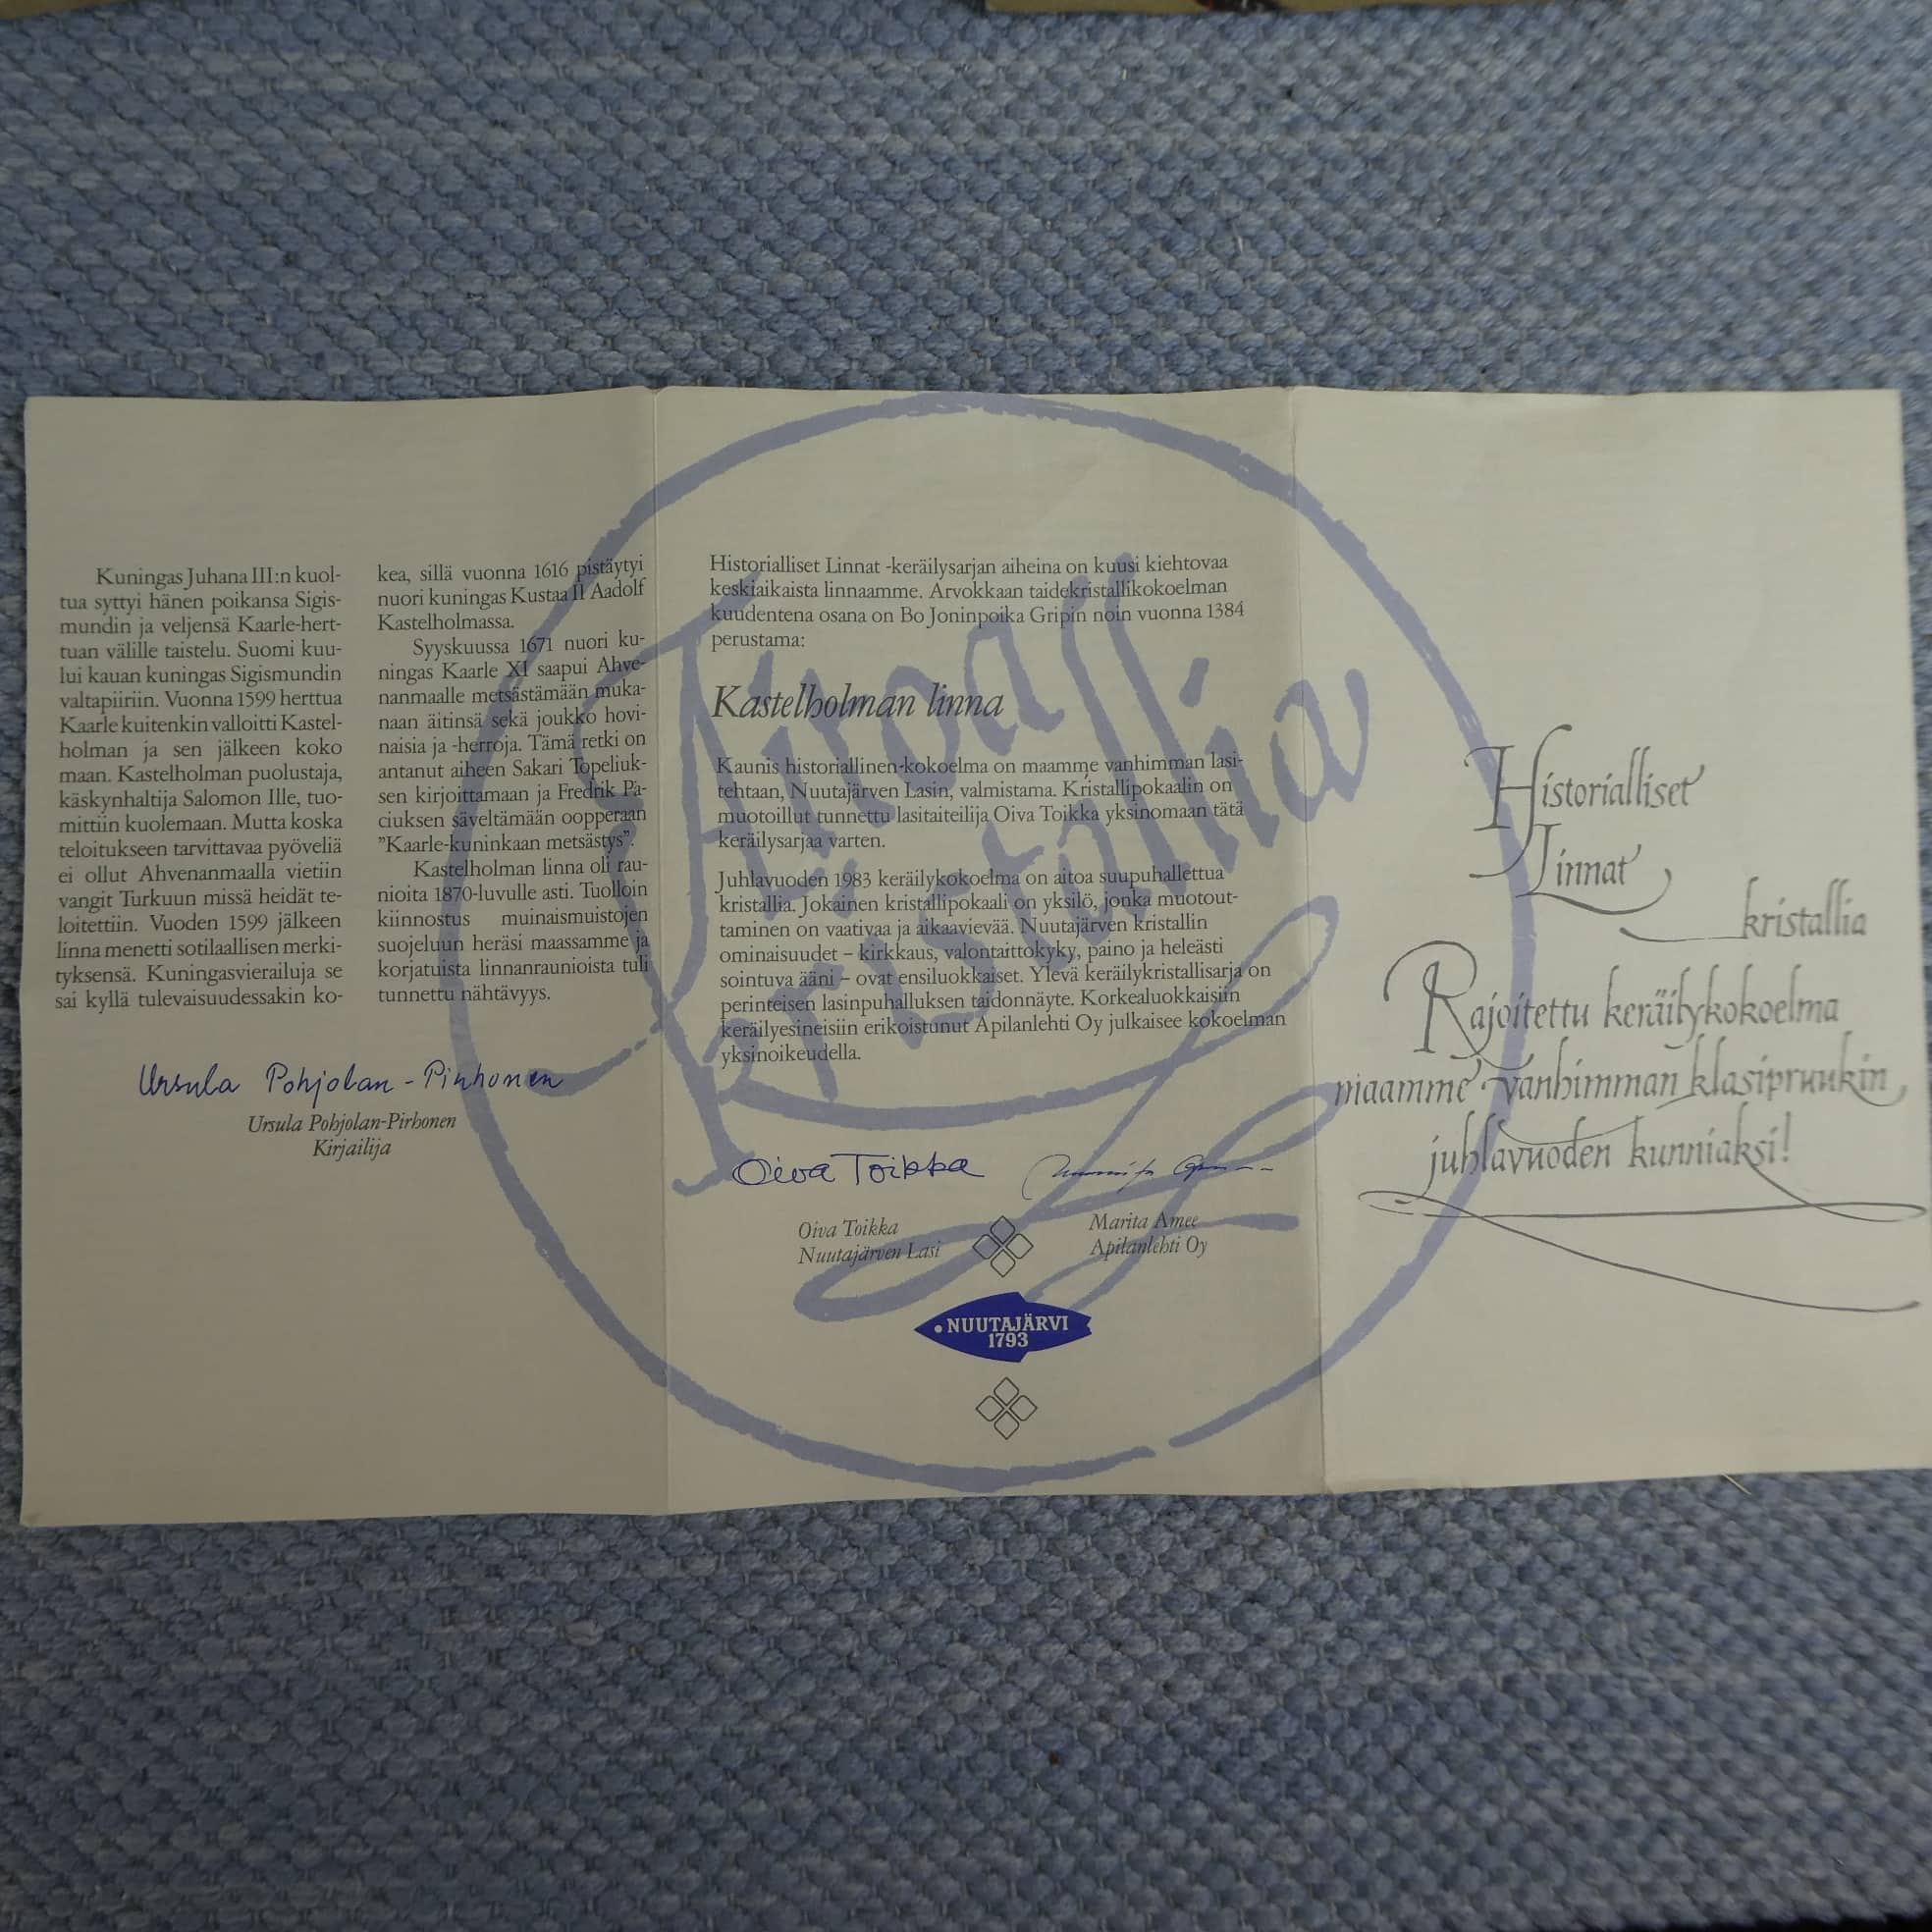 Kuningas Juhana III:n kuol-
tua syttyi hänen poikansa Sigis-
mundin ja veljensä Kaarle-hert-
tuan välille taistelu. Suomi kuu-
lui kauan kuningas Sigismundin
valtapiiriin. Vuonna 1599 herttua
Kaarle kuitenkin valloitti Kastel-
holman ja sen jälkeen koko
maan. Kastelholman puolustaja,
käskynhaltija Salomon Ille, tuo-
mittiin kuolemaan. Mutta koska
teloitukseen tarvittavaa pyöveliä
ei ollut Ahvenanmaalla vietiin
vangit Turkuun missä heidät te-
loitettiin. Vuoden 1599 jälkeen
linna menetti sotilaallisen merki-
tyksensä. Kuningasvierailuja se
sai kyllä tulevaisuudessakin ko-
kea, sillä vuonna 1616 pistäytyi
nuori kuningas Kustaa II Aadolf
Kastelholmassa.
Syyskuussa 1671 nuori ku-
ningas Kaarle XI saapui Ahve-
nanmaalle metsästämään muka-
naan äitinsä sekä joukko hovi-
naisia ja -herroja. Tämä retki on
antanut aiheen Sakari Topeliuk-
sen kirjoittamaan ja Fredrik Pa-
ciuksen säveltämään oopperaan
"Kaarle-kuninkaan metsästys".
Kastelholman linna oli rau-
nioita 1870-luvulle asti. Tuolloin
kiinnostus muinaismuistojen
suojeluun heräsi maassamme ja
korjatuista linnanraunioista tuli
tunnettu nähtävyys.
Ursula Pohjolan-Pirhonen
Ursula Pohjolan-Pirhonen
Kirjailija
Historialliset Linnat -keräilysarjan aiheina on kuusi kiehtovaa
keskiaikaista linnaamme. Arvokkaan taidekristallikokoelman
kuudentena osana on Bo Joninpoika Gripin noin vuonna 1384
perustama:
Kastelholman linna
Kaunis historiallinen-kokoelma on maamme vanhimman lasi-
tehtaan, Nuutajärven Lasin, valmistama. Kristallipokaalin on
muotoillut tunnettu lasitaiteilija Oiva Toikka yksinomaan tätä
keräilysarjaa varten.
Juhlavuoden 1983 keräilykokoelma on aitoa suupuhallettua
kristallia. Jokainen kristallipokaali on yksilö, jonka muotout-
taminen on vaativaa ja aikaavievää. Nuutajärven kristallin
ominaisuudet – kirkkaus, valontaittokyky, paino ja heleästi
sointuva ääni – ovat ensiluokkaiset. Ylevä keräilykristallisarja on
perinteisen lasinpuhalluksen taidonnäyte. Korkealuokkaisiin
keräilyesineisiin erikoistunut Apilanlehti Oy julkaisee kokoelman
yksinoikeudella.
Aitoa
Kristallia
Oiva Toikka
Oiva Toikka
Nuutajärven Lasi
Marita Amee
Apilanlehti Oy
NUUTAJÄRVI
1793
Historialliset
Linnat
kristallia
Rajoitettu keräilykokoelma
maamme vanhimman klasipruukin
juhlavuoden kunniaksi!